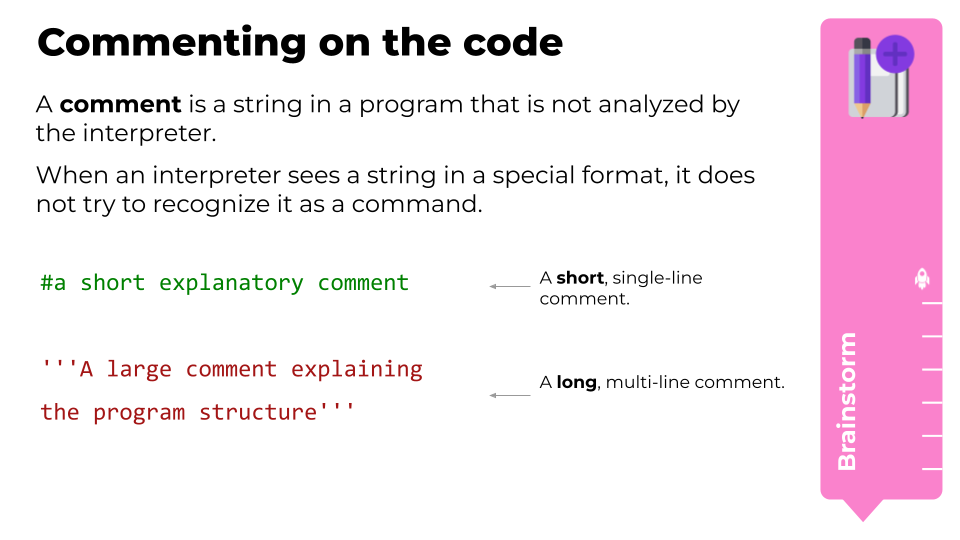 Commenting on the code
A comment is a string in a program that is not analyzed by
the interpreter.
When an interpreter sees a string in a special format, it does
not try to recognize it as a command.
#a short explanatory comment
A short, single-line
comment.
'''A large comment explaining
the program structure'''
A long, multi-line comment.
Brainstorm